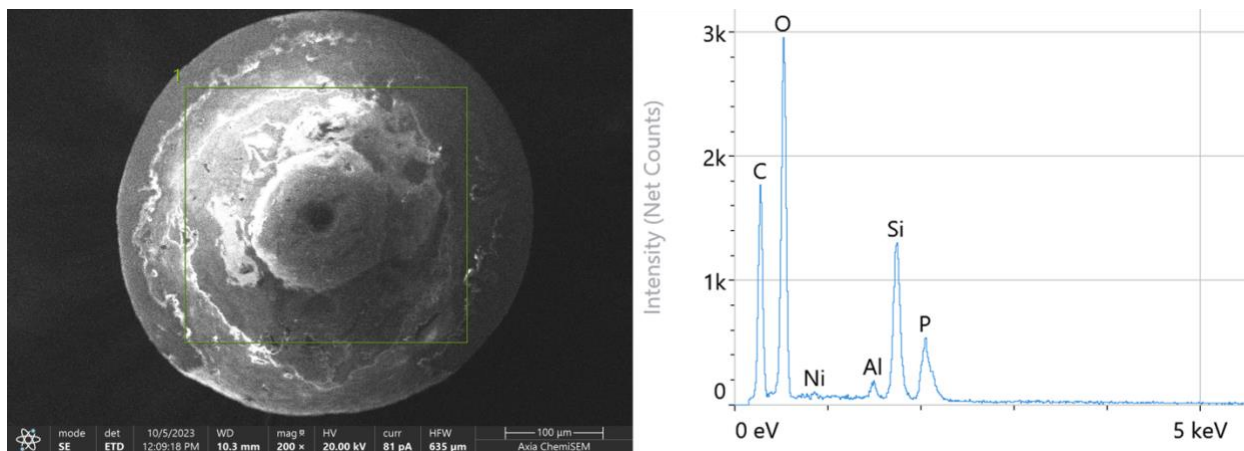 1
mode det 10/5/2023 WD mag HV curr HFW 100 μm
SE ETD 12:09:18 PM 10.3 mm 200 × 20.00 kV 81 pA 635 μm Axia ChemiSEM
Intensity (Net Counts)
3k
2k
1k
0
O
C
Si
P
Al
Ni
0 eV 5 keV